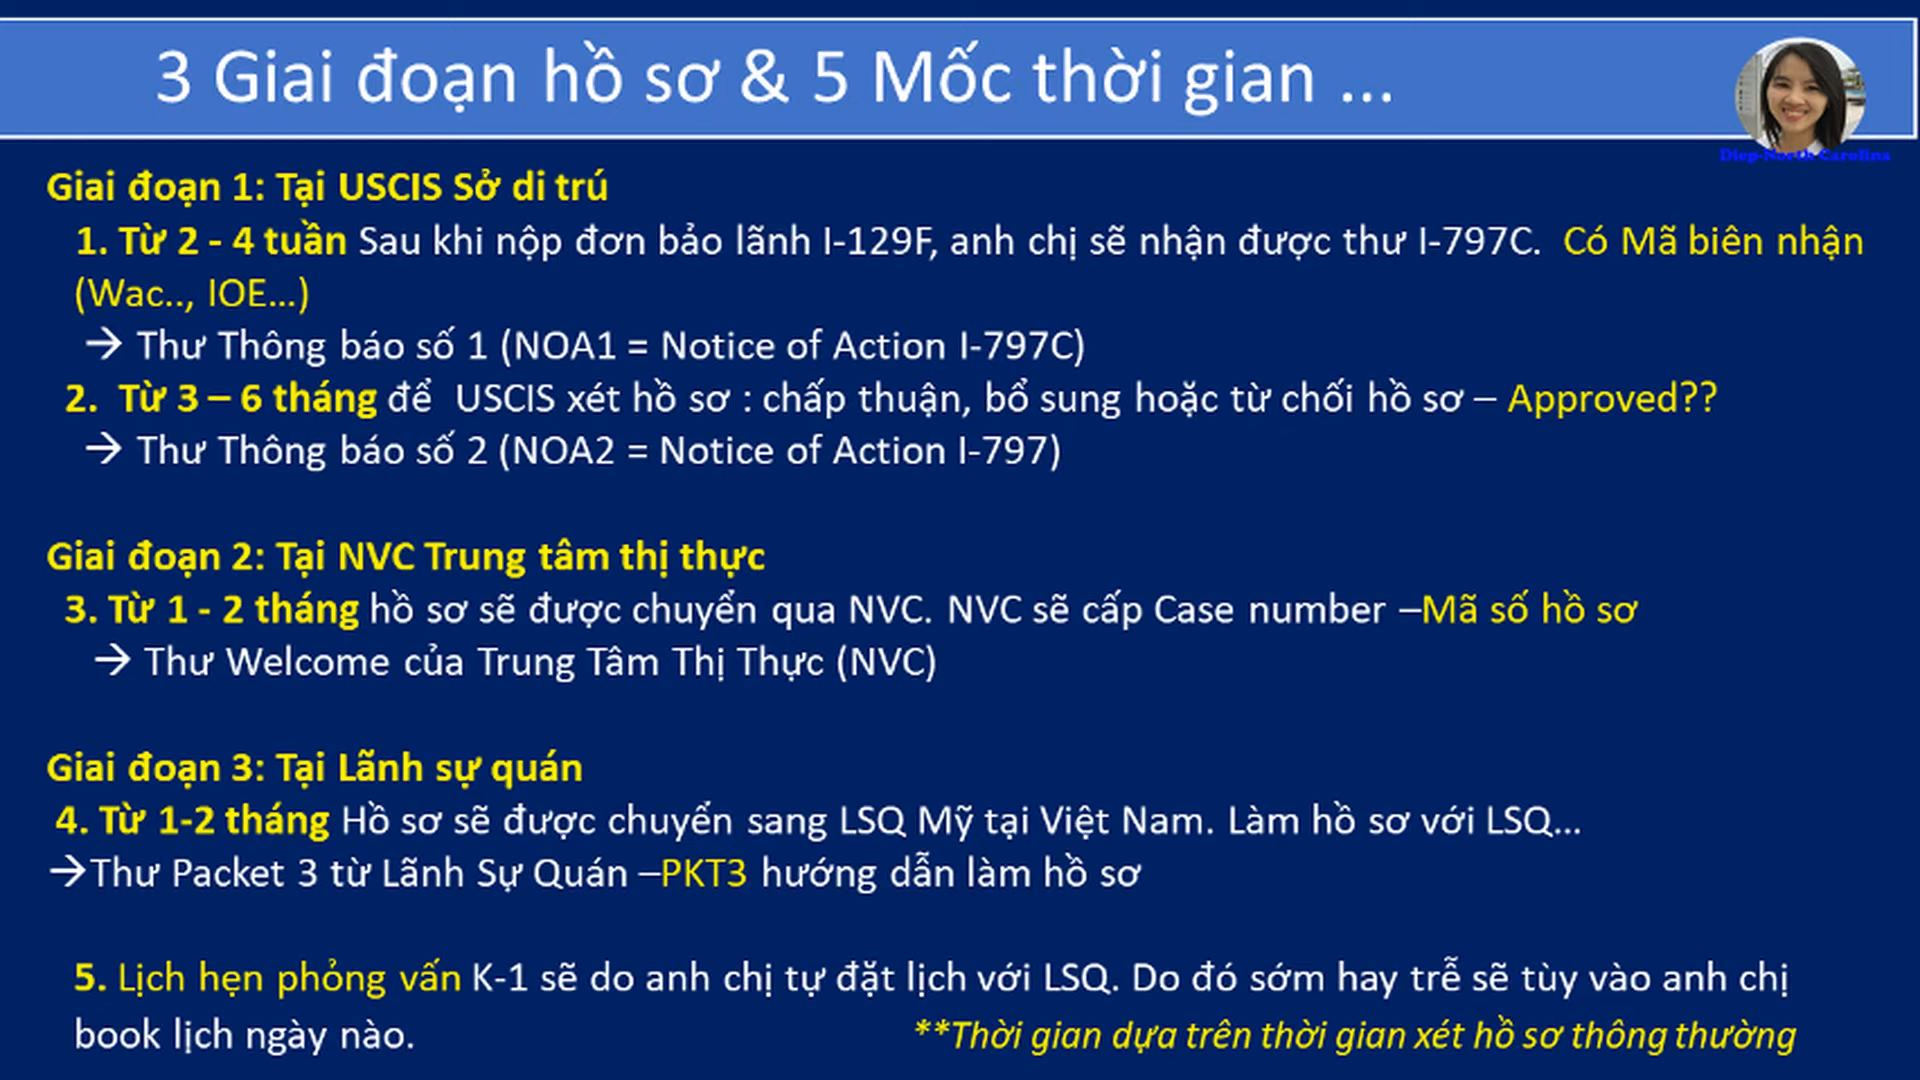 3 Giai đoạn hồ sơ & 5 Mốc thời gian ...
Diep-North Carolina
Giai đoạn 1: Tại USCIS Sở di trú
1. Từ 2 - 4 tuần Sau khi nộp đơn bảo lãnh I-129F, anh chị sẽ nhận được thư I-797C. Có Mã biên nhận
(Wac.., IOE...)
→ Thư Thông báo số 1 (NOA1 = Notice of Action I-797C)
2. Từ 3 – 6 tháng để USCIS xét hồ sơ : chấp thuận, bổ sung hoặc từ chối hồ sơ – Approved??
→ Thư Thông báo số 2 (NOA2 = Notice of Action I-797)
Giai đoạn 2: Tại NVC Trung tâm thị thực
3. Từ 1 - 2 tháng hồ sơ sẽ được chuyển qua NVC. NVC sẽ cấp Case number –Mã số hồ sơ
→ Thư Welcome của Trung Tâm Thị Thực (NVC)
Giai đoạn 3: Tại Lãnh sự quán
4. Từ 1-2 tháng Hồ sơ sẽ được chuyển sang LSQ Mỹ tại Việt Nam. Làm hồ sơ với LSQ...
→Thư Packet 3 từ Lãnh Sự Quán –PKT3 hướng dẫn làm hồ sơ
5. Lịch hẹn phỏng vấn K-1 sẽ do anh chị tự đặt lịch với LSQ. Do đó sớm hay trễ sẽ tùy vào anh chị
book lịch ngày nào. **Thời gian dựa trên thời gian xét hồ sơ thông thường